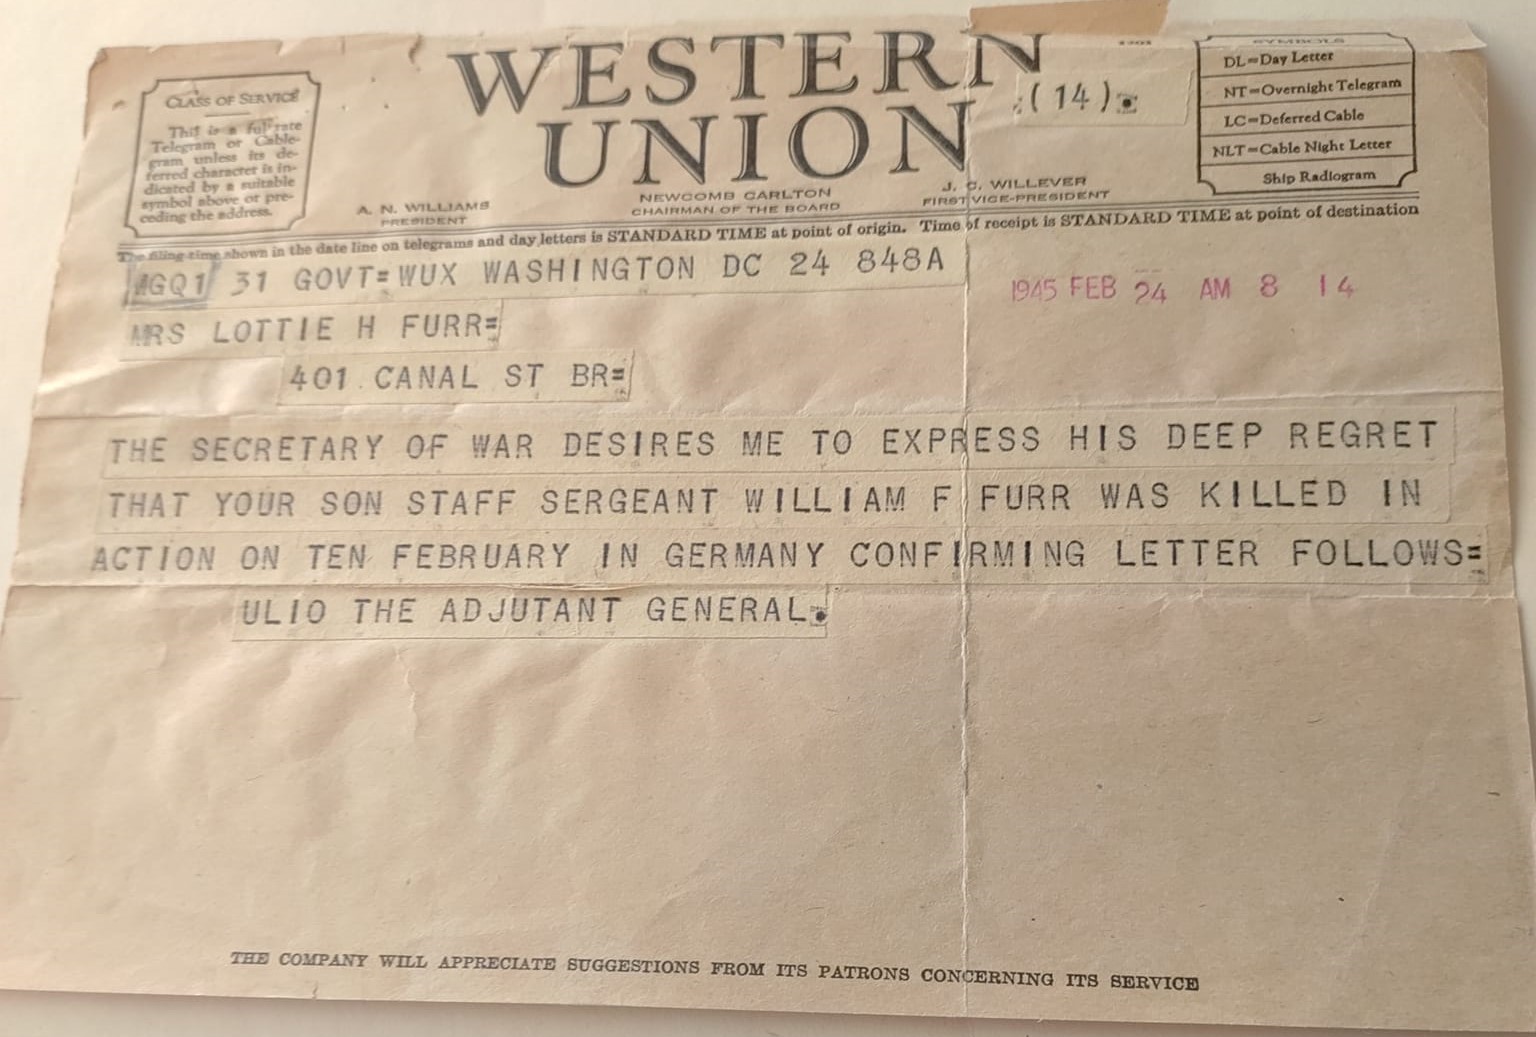 CLASS OF SERVICE
This is a full-rate
Telegram or Cable-
gram unless its de-
ferred character is in-
dicated by a suitable
symbol above or pre-
ceding the address.
WESTERN
UNION
(14).
A. N. WILLIAMS
PRESIDENT
NEWCOMB CARLTON
CHAIRMAN OF THE BOARD
J. C. WILLEVER
FIRST VICE-PRESIDENT
SYMBOLS
DL=Day Letter
NT=Overnight Telegram
LC=Deferred Cable
NLT=Cable Night Letter
Ship Radiogram
The filing time shown in the date line on telegrams and day letters is STANDARD TIME at point of origin. Time of receipt is STANDARD TIME at point of destination
MGQ1 31 GOVT=WUX WASHINGTON DC 24 848A
1945 FEB 24 AM 8 14
MRS LOTTIE H FURR=
401 CANAL ST BR=
THE SECRETARY OF WAR DESIRES ME TO EXPRESS HIS DEEP REGRET
THAT YOUR SON STAFF SERGEANT WILLIAM F FURR WAS KILLED IN
ACTION ON TEN FEBRUARY IN GERMANY CONFIRMING LETTER FOLLOWS=
ULIO THE ADJUTANT GENERAL.
THE COMPANY WILL APPRECIATE SUGGESTIONS FROM ITS PATRONS CONCERNING ITS SERVICE